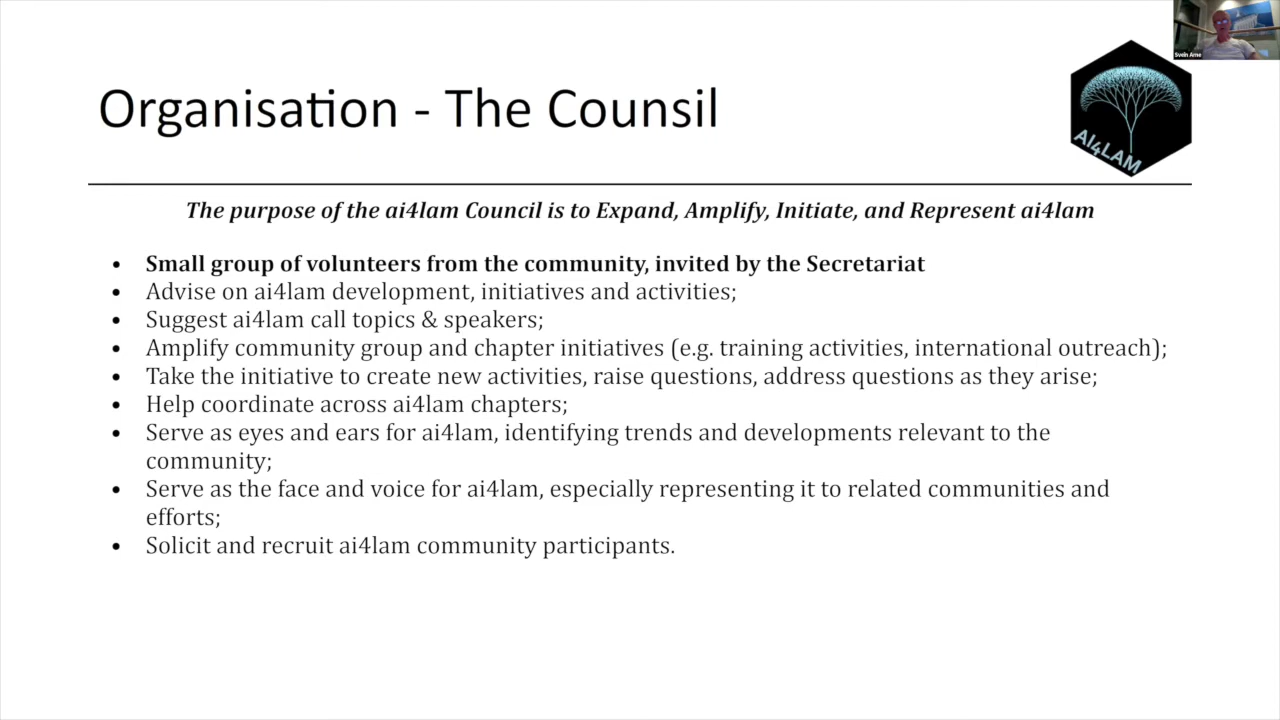 Svein Arne
Organisation - The Counsil
AI4LAM
The purpose of the ai4lam Council is to Expand, Amplify, Initiate, and Represent ai4lam
• Small group of volunteers from the community, invited by the Secretariat
• Advise on ai4lam development, initiatives and activities;
• Suggest ai4lam call topics & speakers;
• Amplify community group and chapter initiatives (e.g. training activities, international outreach);
• Take the initiative to create new activities, raise questions, address questions as they arise;
• Help coordinate across ai4lam chapters;
• Serve as eyes and ears for ai4lam, identifying trends and developments relevant to the
community;
• Serve as the face and voice for ai4lam, especially representing it to related communities and
efforts;
• Solicit and recruit ai4lam community participants.